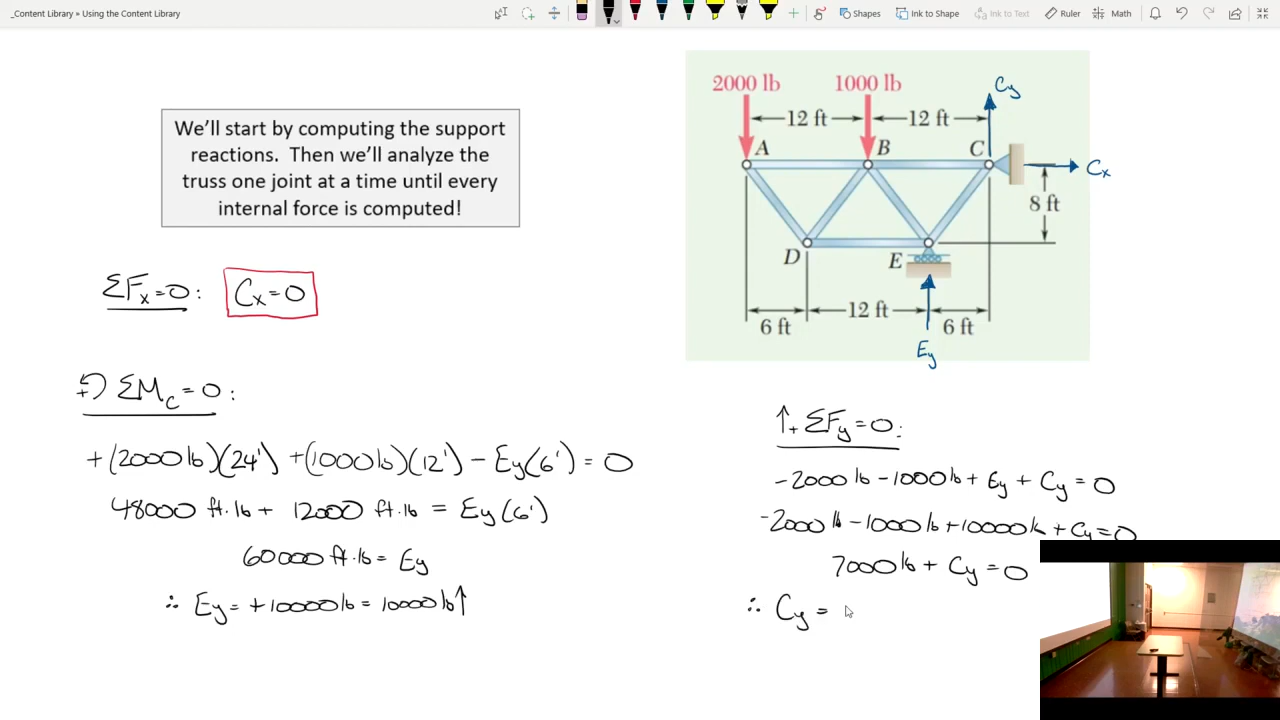 _Content Library » Using the Content Library
Shapes
Ink to Shape
Ink to Text
Ruler
Math
We'll start by computing the support
reactions. Then we'll analyze the
truss one joint at a time until every
internal force is computed!
ΣFx=0: Cx=0
+ ΣMC=0:
+(2000 lb)(24') +(1000 lb)(12') - Ey(6') = 0
48000 ft·lb + 12000 ft·lb = Ey(6')
60000 ft·lb = Ey
∴ Ey = +10000 lb = 10000 lb↑
2000 lb 1000 lb Cy
12 ft 12 ft
A B C Cx
8 ft
D E
12 ft
6 ft 6 ft
Ey
↑+ ΣFy=0:
-2000 lb - 1000 lb + Ey + Cy = 0
-2000 lb - 1000 lb + 10000 lb + Cy = 0
7000 lb + Cy = 0
∴ Cy =